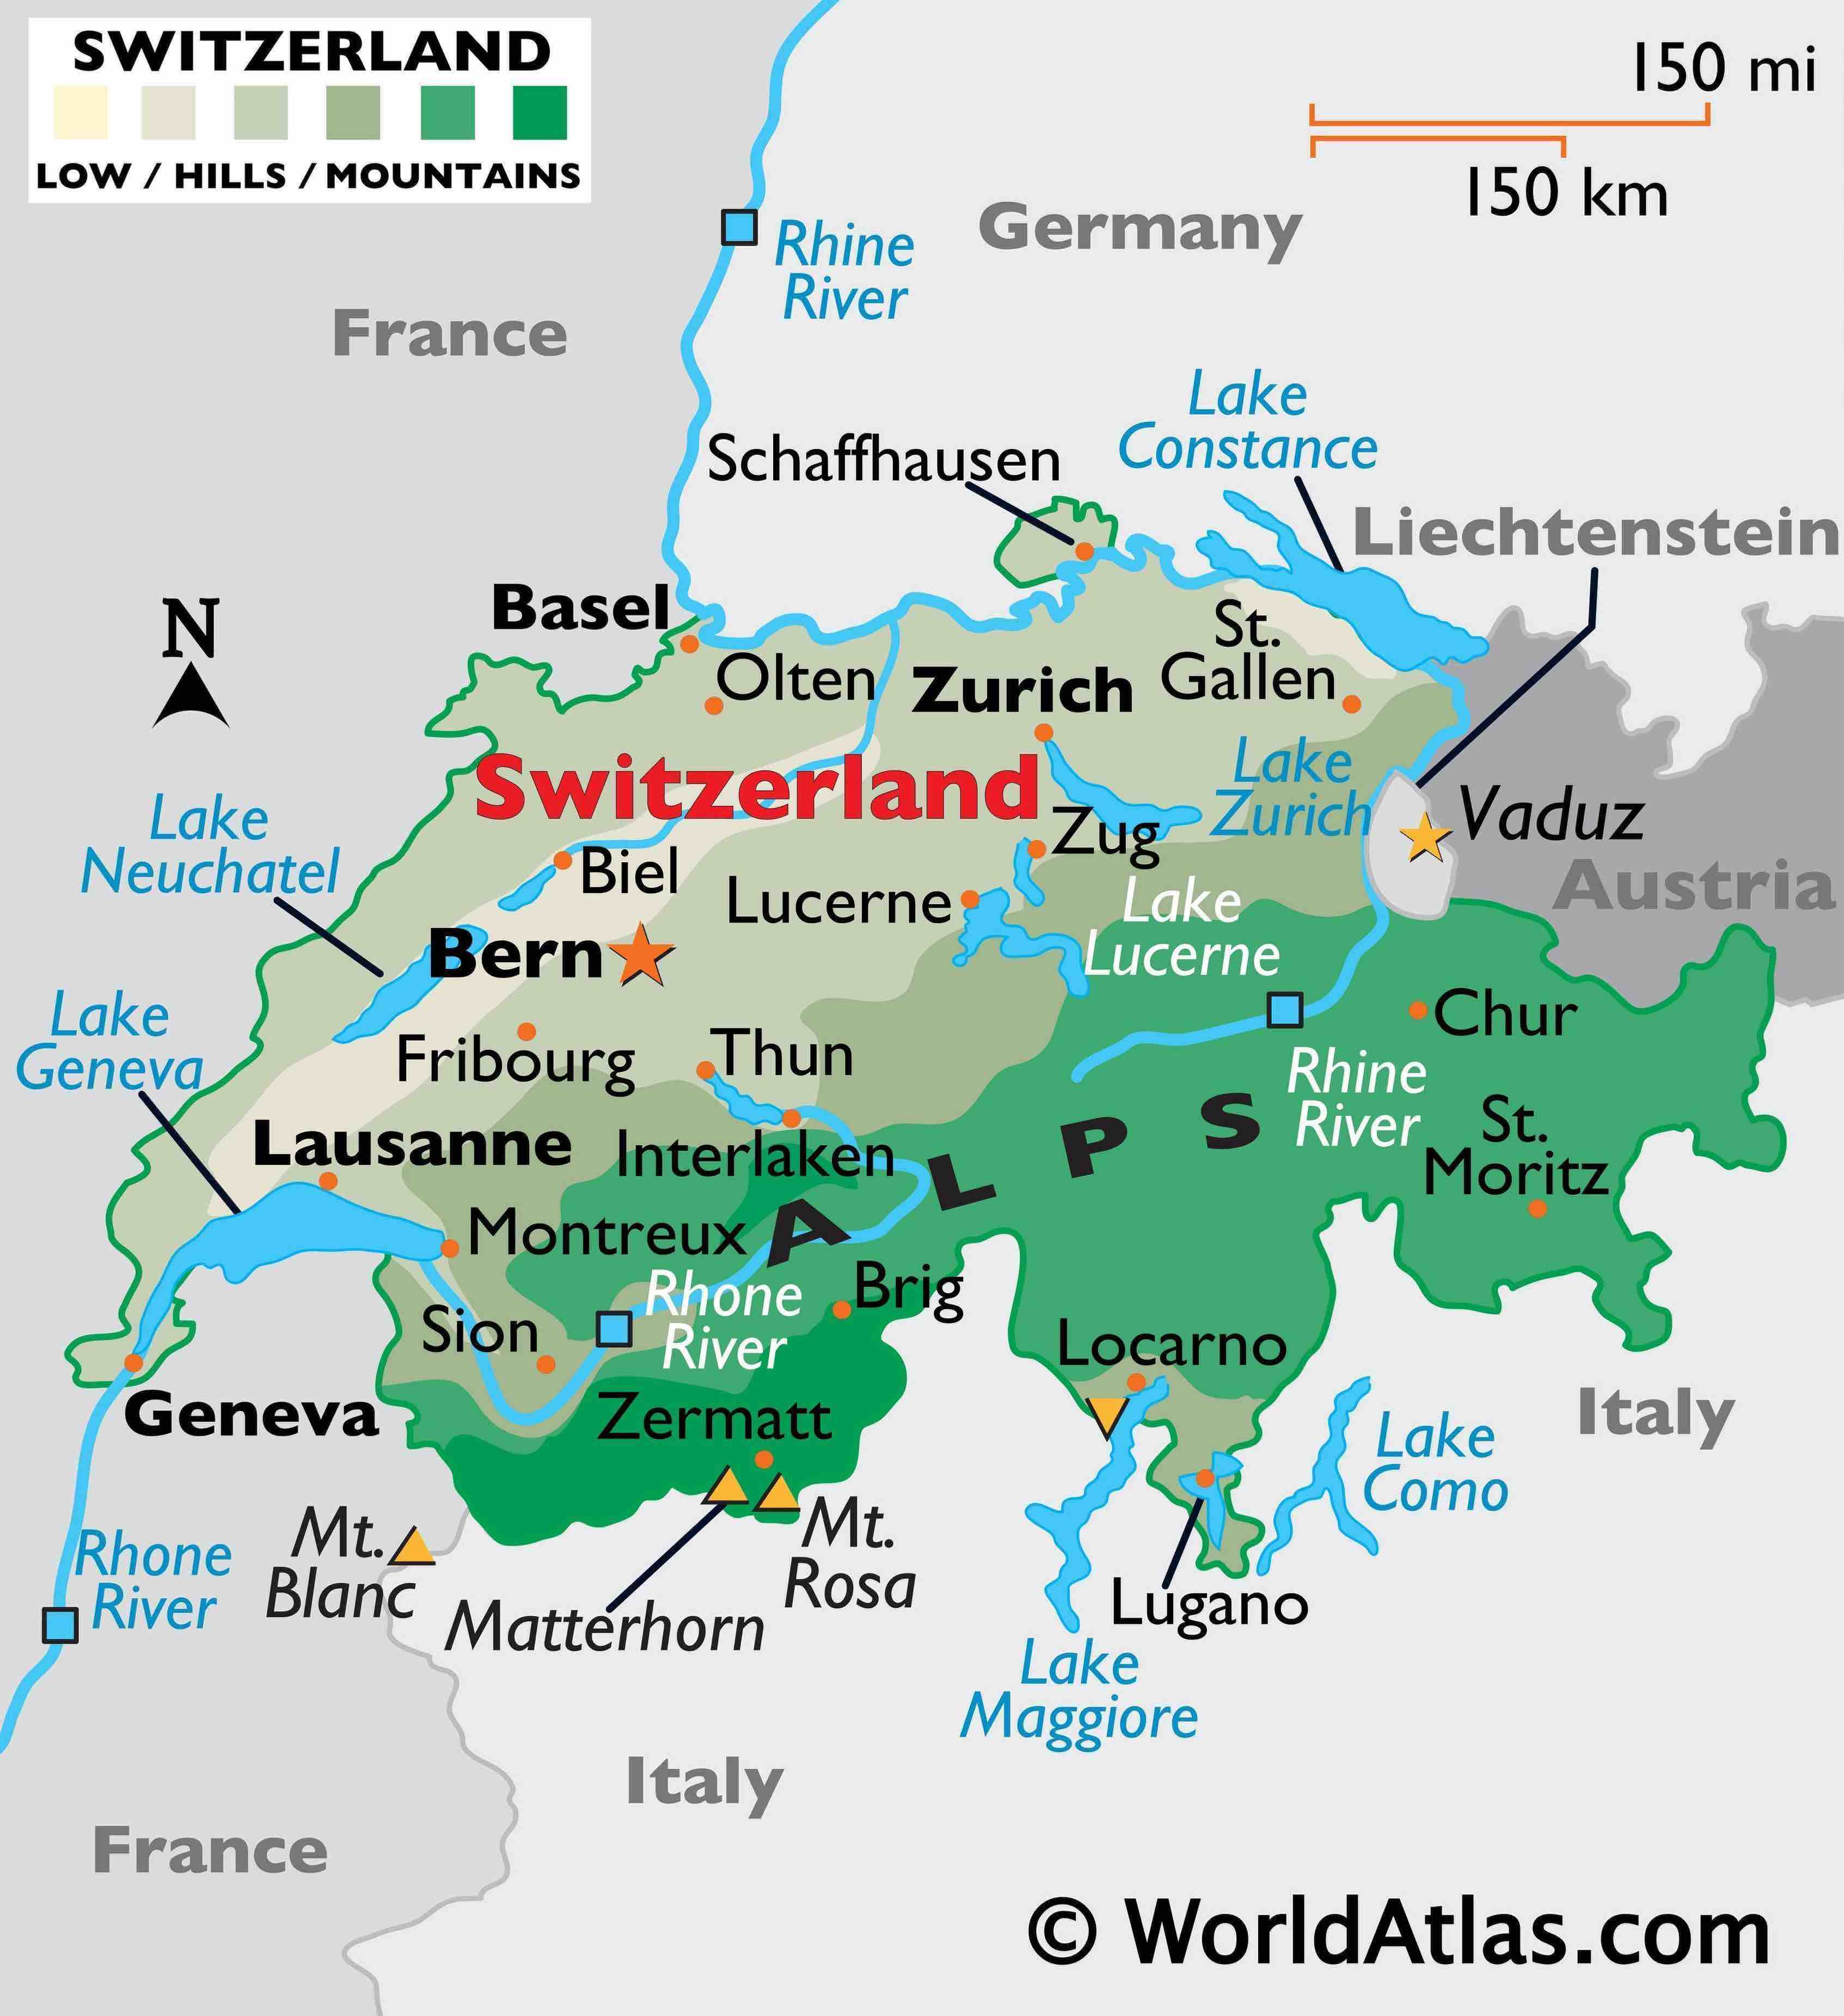 SWITZERLAND
LOW / HILLS / MOUNTAINS
150 mi
150 km
Rhine
River
Germany
France
Lake
Constance
Schaffhausen
Liechtenstein
N
Basel
St.
Gallen
Olten
Zurich
Switzerland
Lake
Zurich
Vaduz
Lake
Neuchatel
Zug
Biel
Austria
Lucerne
Lake
Lucerne
Bern
Lake
Geneva
Chur
Fribourg
Thun
Rhine
River
ALPS
St.
Moritz
Lausanne
Interlaken
Montreux
Rhone
River
Brig
Sion
Locarno
Geneva
Zermatt
Italy
Lake
Como
Mt.
Blanc
Mt.
Rosa
Rhone
River
Matterhorn
Lugano
Lake
Maggiore
Italy
France
© WorldAtlas.com